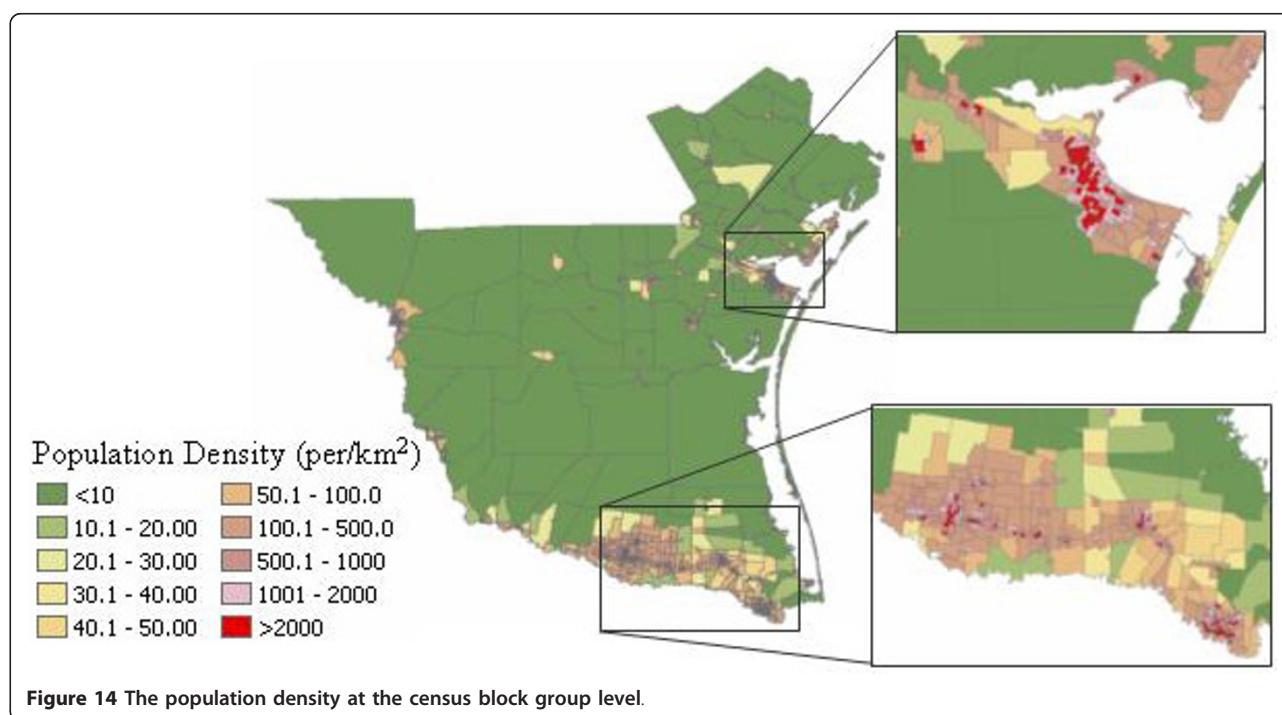 Population Density (per/km²)
<10
10.1 - 20.00
20.1 - 30.00
30.1 - 40.00
40.1 - 50.00
50.1 - 100.0
100.1 - 500.0
500.1 - 1000
1001 - 2000
>2000
Figure 14 The population density at the census block group level.